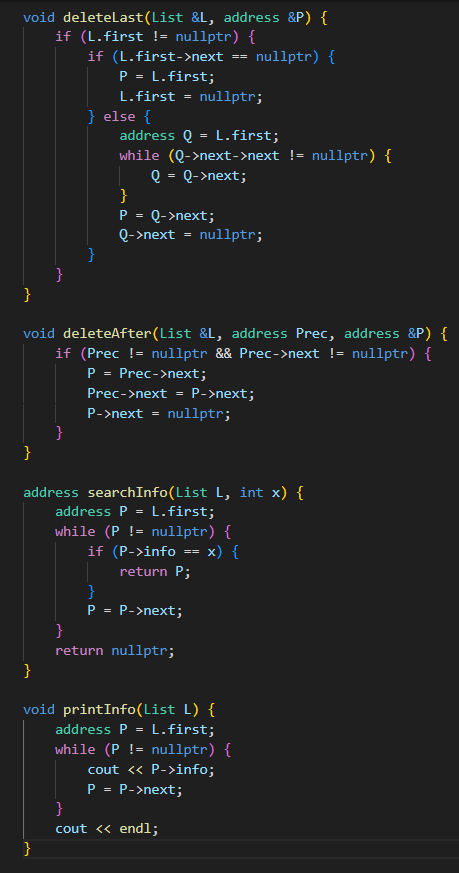 void deleteLast(List &L, address &P) {
    if (L.first != nullptr) {
        if (L.first->next == nullptr) {
            P = L.first;
            L.first = nullptr;
        } else {
            address Q = L.first;
            while (Q->next->next != nullptr) {
                Q = Q->next;
            }
            P = Q->next;
            Q->next = nullptr;
        }
    }
}

void deleteAfter(List &L, address Prec, address &P) {
    if (Prec != nullptr && Prec->next != nullptr) {
        P = Prec->next;
        Prec->next = P->next;
        P->next = nullptr;
    }
}

address searchInfo(List L, int x) {
    address P = L.first;
    while (P != nullptr) {
        if (P->info == x) {
            return P;
        }
        P = P->next;
    }
    return nullptr;
}

void printInfo(List L) {
    address P = L.first;
    while (P != nullptr) {
        cout << P->info;
        P = P->next;
    }
    cout << endl;
}